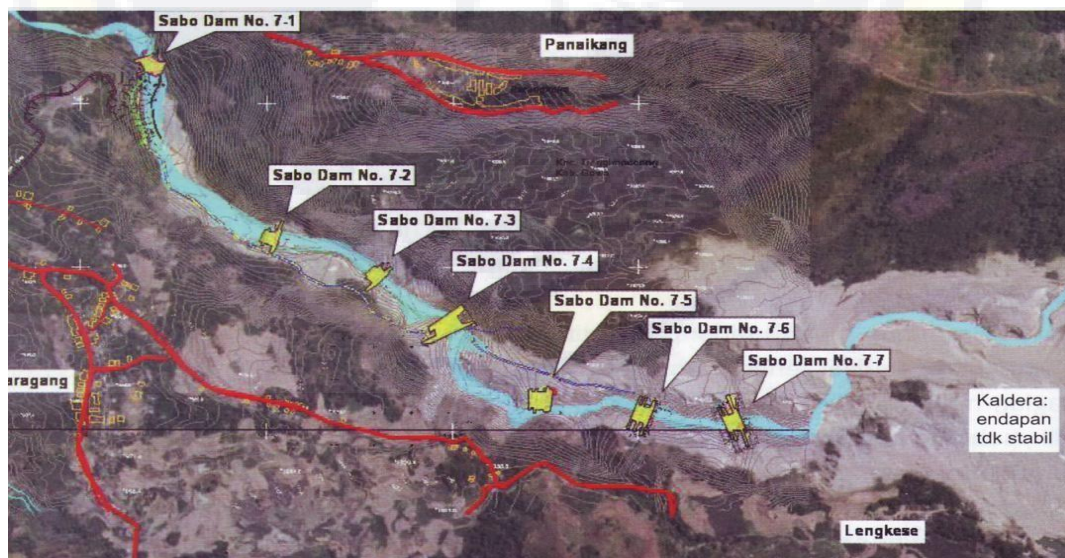 Sabo Dam No. 7-1
Panaikang
Sabo Dam No. 7-2
Sabo Dam No. 7-3
Sabo Dam No. 7-4
Sabo Dam No. 7-5
Sabo Dam No. 7-6
Sabo Dam No. 7-7
aragang
Kaldera:
endapan
tdk stabil
Lengkese